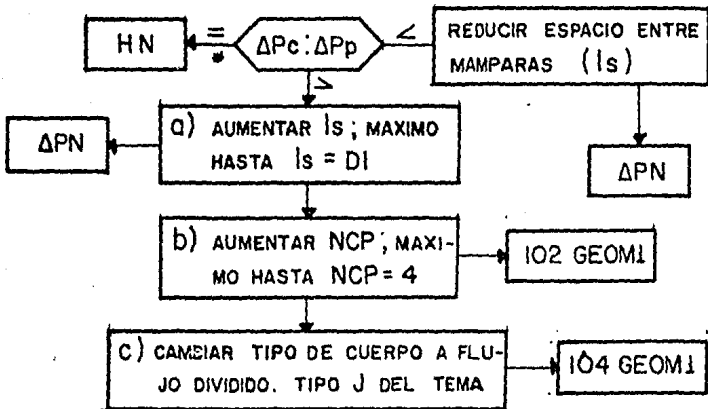 HN
=
*
ΔPc : ΔPp
<
REDUCIR ESPACIO ENTRE
MAMPARAS (ls)
>
ΔPN
a) AUMENTAR ls ; MAXIMO
HASTA ls = DI
ΔPN
b) AUMENTAR NCP; MAXI-
MO HASTA NCP = 4
102 GEOM1
c) CAMBIAR TIPO DE CUERPO A FLU-
JO DIVIDIDO. TIPO J DEL TEMA
104 GEOM1